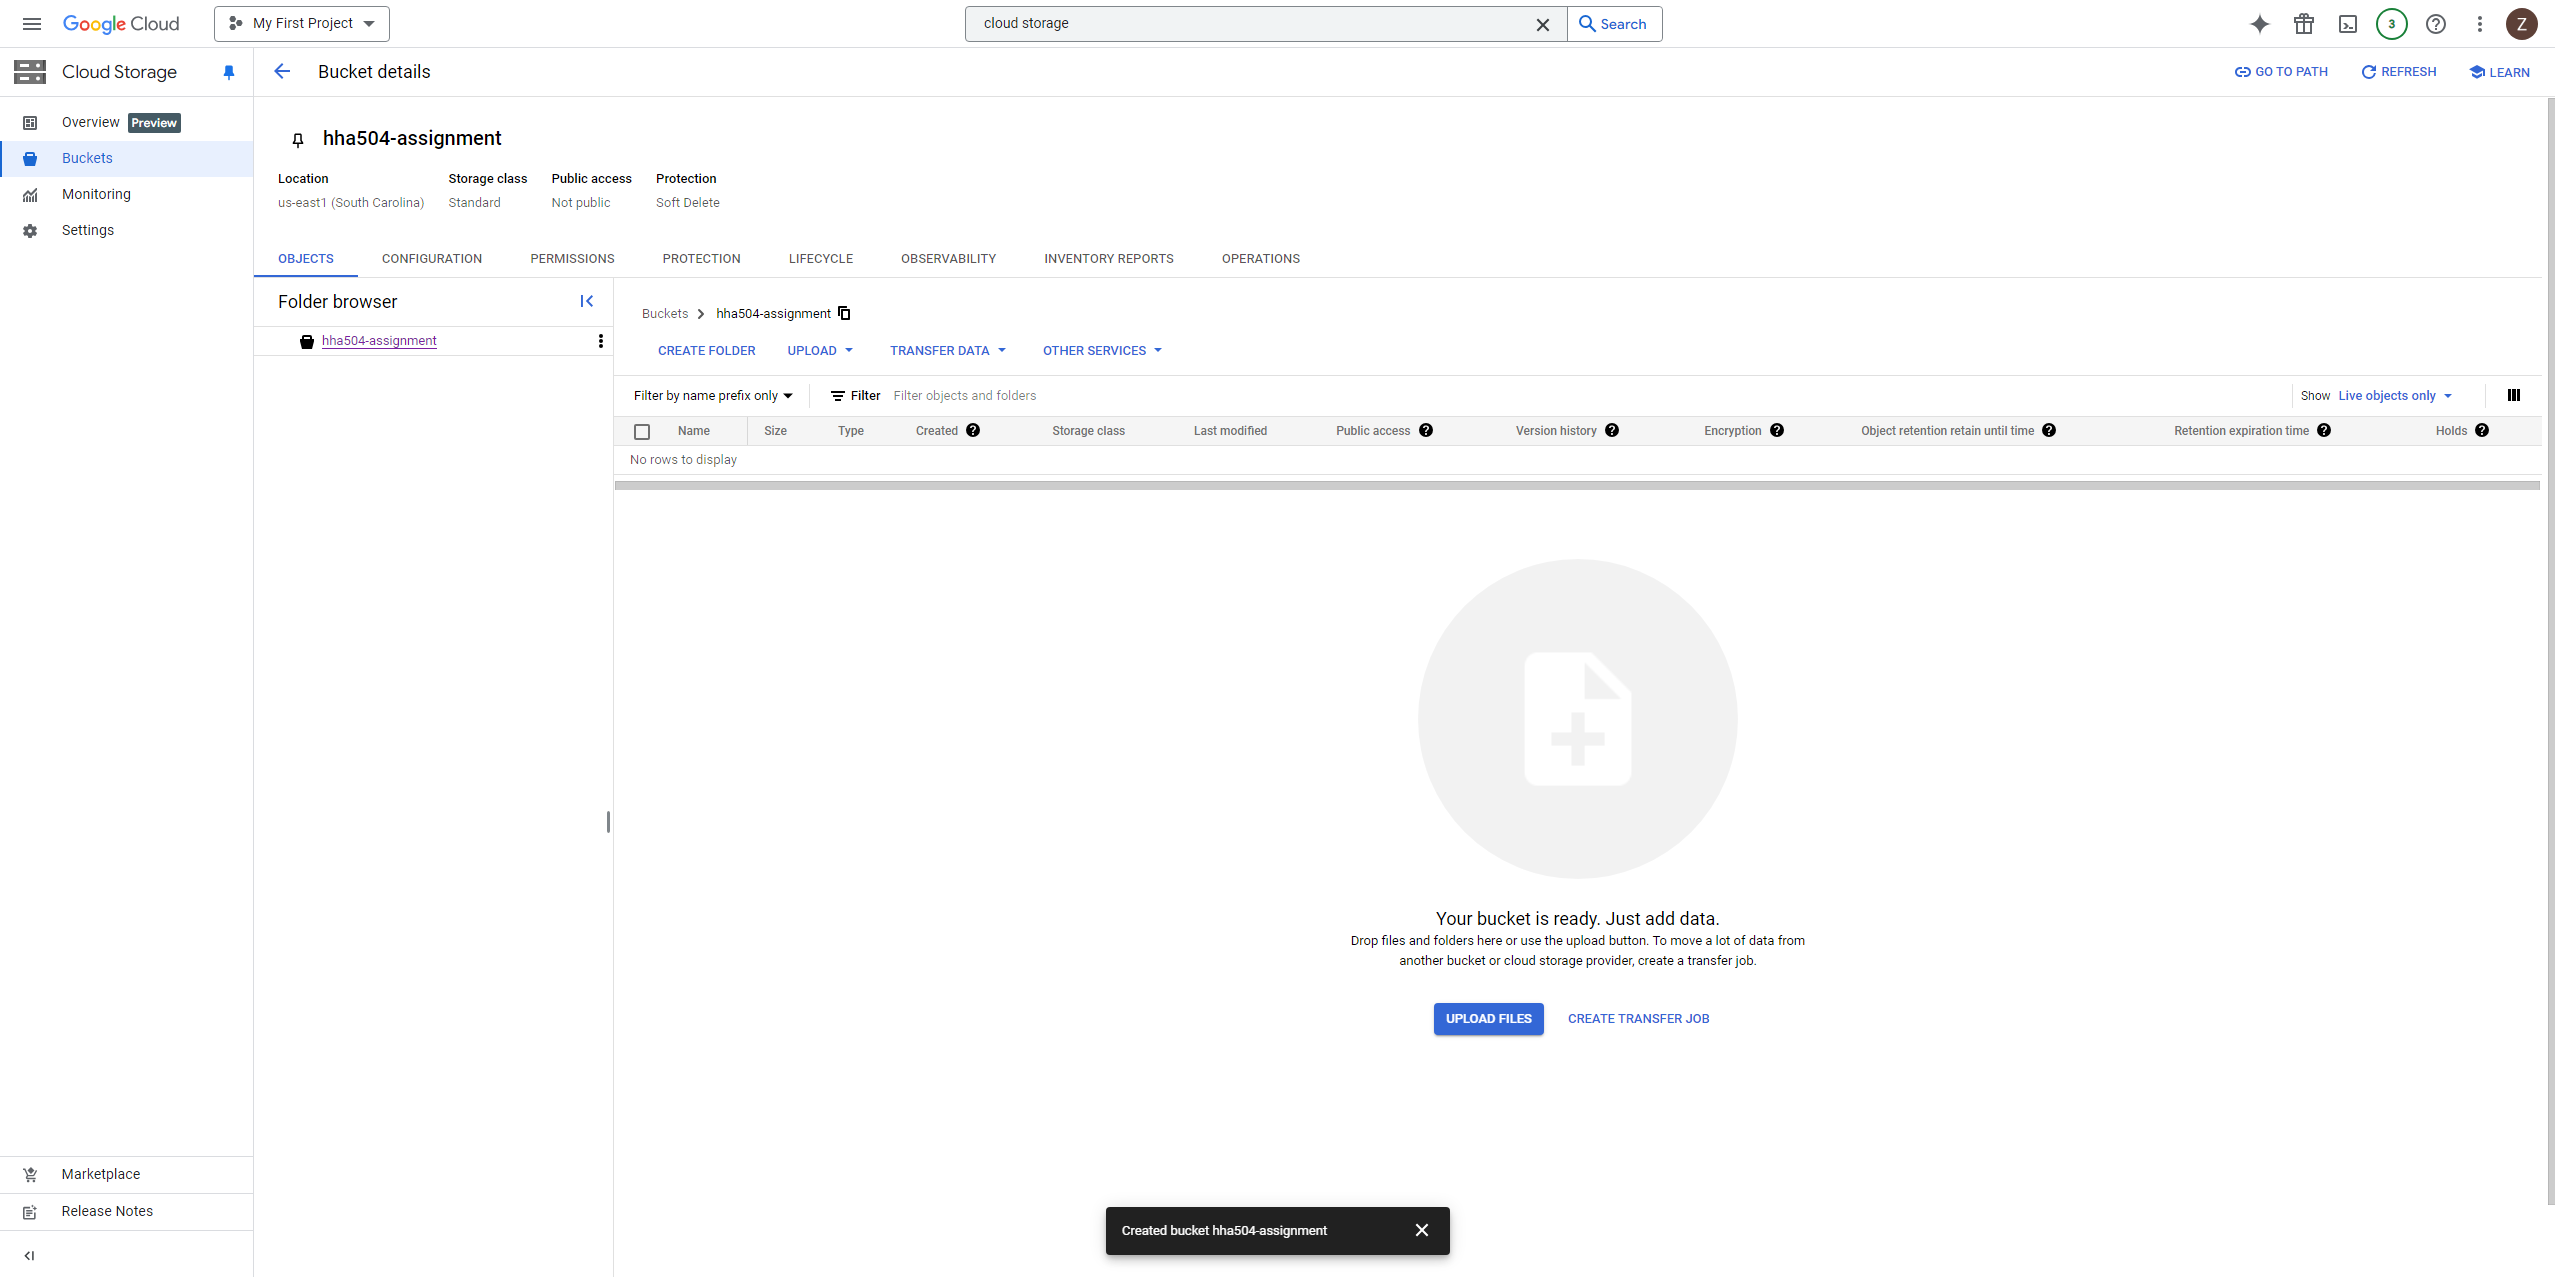 Google Cloud
My First Project
cloud storage
Search
3
Z
Cloud Storage
Bucket details
GO TO PATH
REFRESH
LEARN
Overview Preview
Buckets
Monitoring
Settings
hha504-assignment
Location Storage class Public access Protection
us-east1 (South Carolina) Standard Not public Soft Delete
OBJECTS CONFIGURATION PERMISSIONS PROTECTION LIFECYCLE OBSERVABILITY INVENTORY REPORTS OPERATIONS
Folder browser
hha504-assignment
Buckets hha504-assignment
CREATE FOLDER UPLOAD TRANSFER DATA OTHER SERVICES
Filter by name prefix only Filter Filter objects and folders Show Live objects only
Name Size Type Created Storage class Last modified Public access Version history Encryption Object retention retain until time Retention expiration time Holds
No rows to display
Your bucket is ready. Just add data.
Drop files and folders here or use the upload button. To move a lot of data from
another bucket or cloud storage provider, create a transfer job.
UPLOAD FILES CREATE TRANSFER JOB
Marketplace
Release Notes
Created bucket hha504-assignment